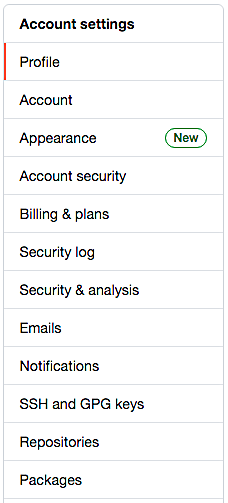 Account settings
Profile
Account
Appearance New
Account security
Billing & plans
Security log
Security & analysis
Emails
Notifications
SSH and GPG keys
Repositories
Packages